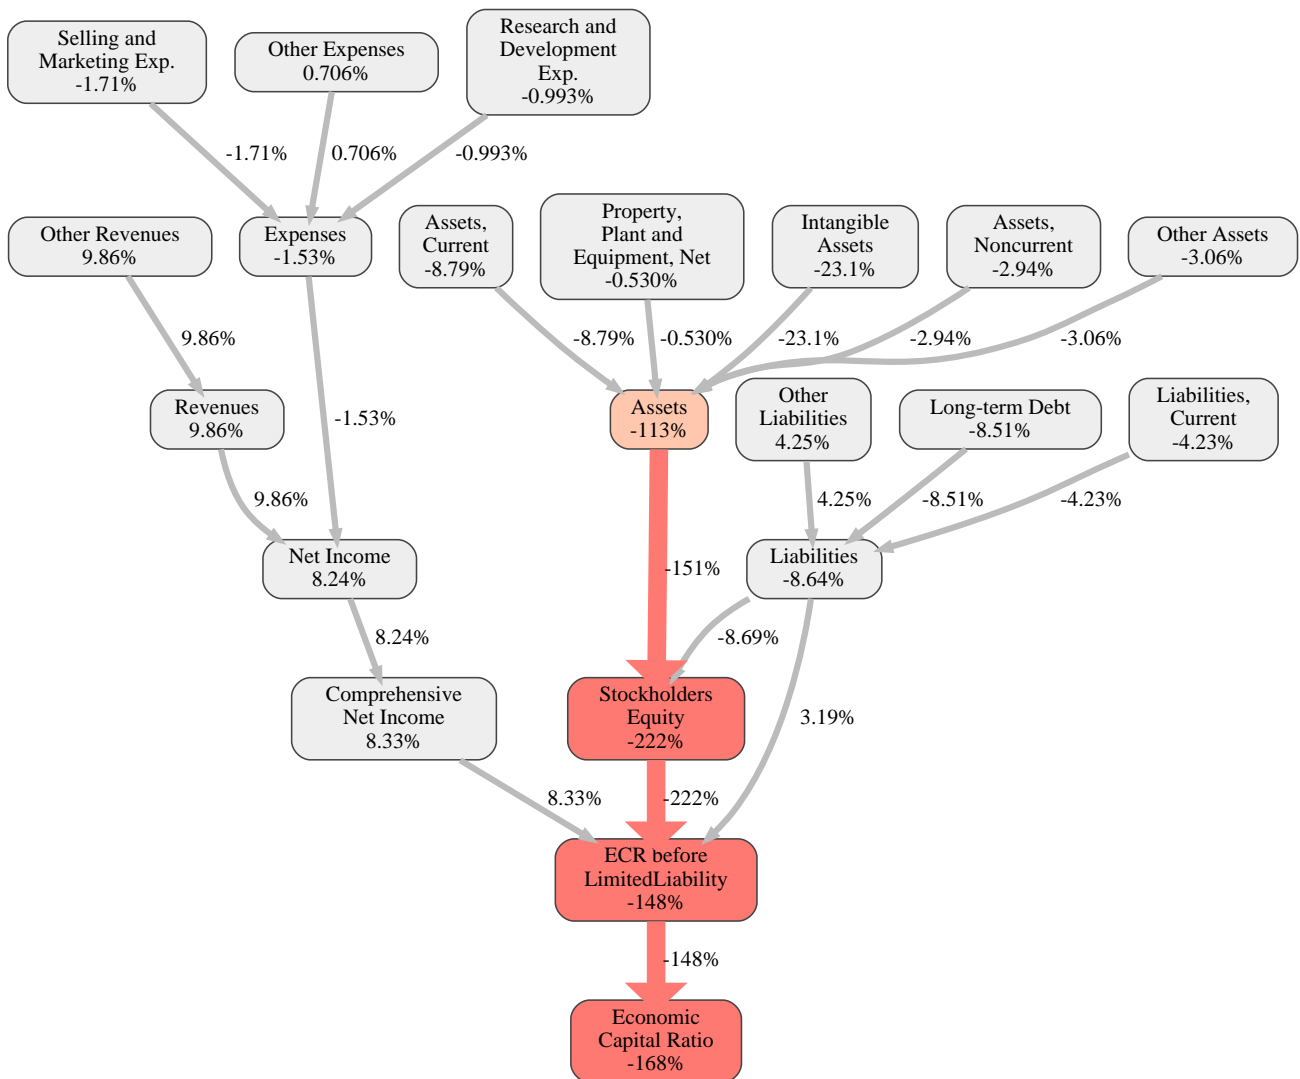 Selling and
Marketing Exp.
-1.71%
Other Expenses
0.706%
Research and
Development
Exp.
-0.993%
-1.71%
0.706%
-0.993%
Other Revenues
9.86%
Expenses
-1.53%
Assets,
Current
-8.79%
Property,
Plant and
Equipment, Net
-0.530%
Intangible
Assets
-23.1%
Assets,
Noncurrent
-2.94%
Other Assets
-3.06%
9.86%
-8.79%
-0.530%
-23.1%
-2.94%
-3.06%
Revenues
9.86%
-1.53%
Assets
-113%
Other
Liabilities
4.25%
Long-term Debt
-8.51%
Liabilities,
Current
-4.23%
9.86%
4.25%
-8.51%
-4.23%
Net Income
8.24%
-151%
Liabilities
-8.64%
8.24%
-8.69%
Comprehensive
Net Income
8.33%
Stockholders
Equity
-222%
3.19%
8.33%
-222%
ECR before
LimitedLiability
-148%
-148%
Economic
Capital Ratio
-168%